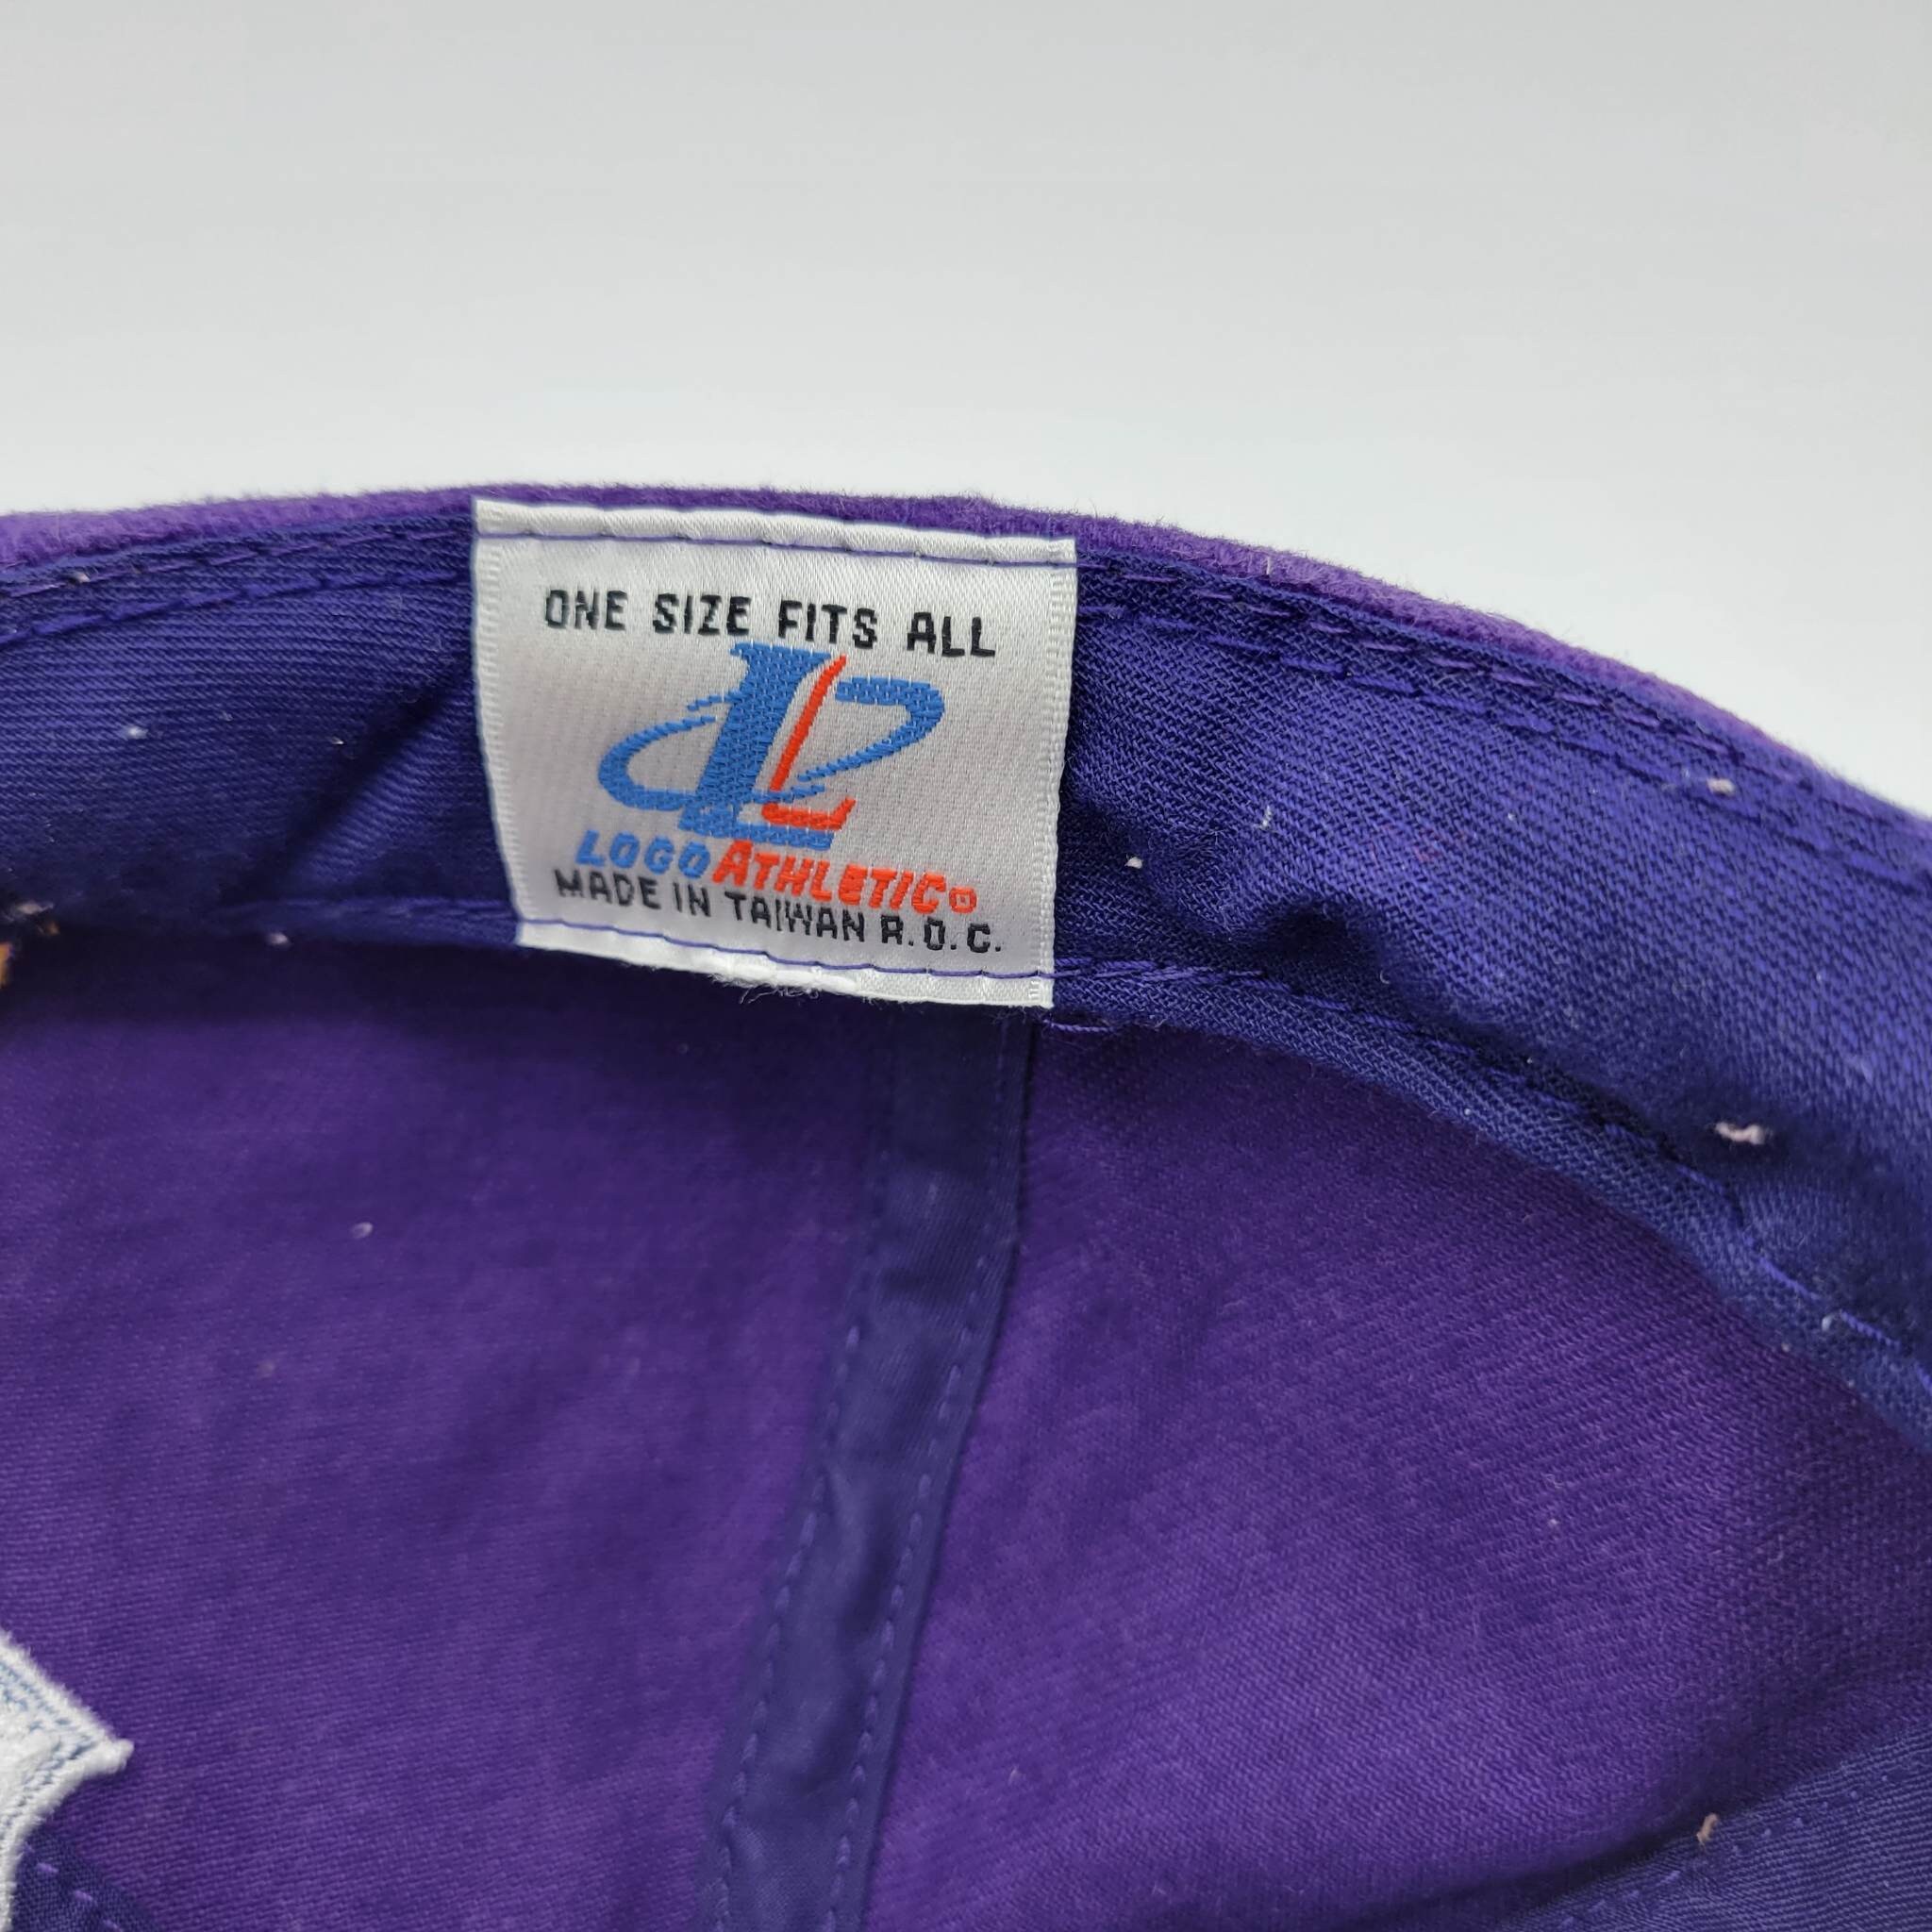 ONE SIZE FITS ALL
LOGO ATHLETIC®
MADE IN TAIWAN R.O.C.